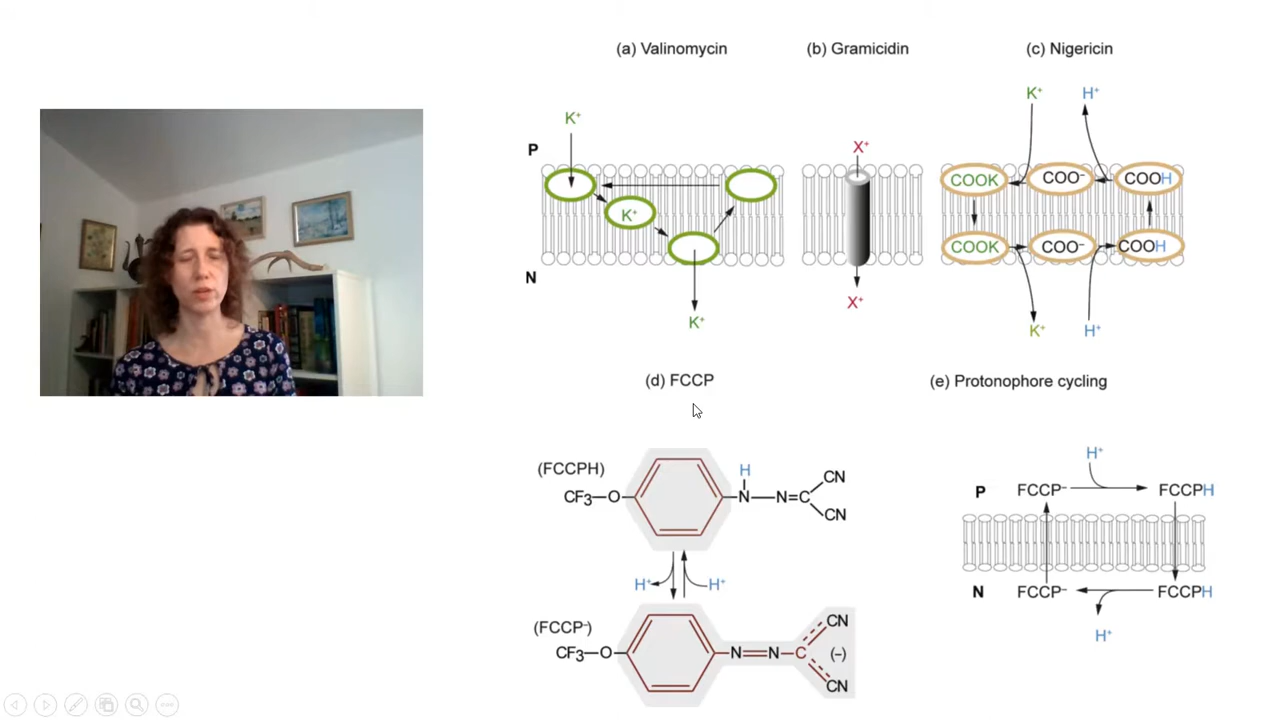 (a) Valinomycin
(b) Gramicidin
(c) Nigericin
K⁺
H⁺
K⁺
P
X⁺
COOK
COO⁻
COOH
K⁺
COOK
COO⁻
COOH
N
X⁺
K⁺
K⁺
H⁺
(d) FCCP
(e) Protonophore cycling
H⁺
(FCCPH)
H
CN
CF₃—O
N—N=C
CN
P
FCCP⁻
FCCPH
H⁺
H⁺
N
FCCP⁻
FCCPH
H⁺
(FCCP⁻)
CN
CF₃—O
N=N—C
(–)
CN